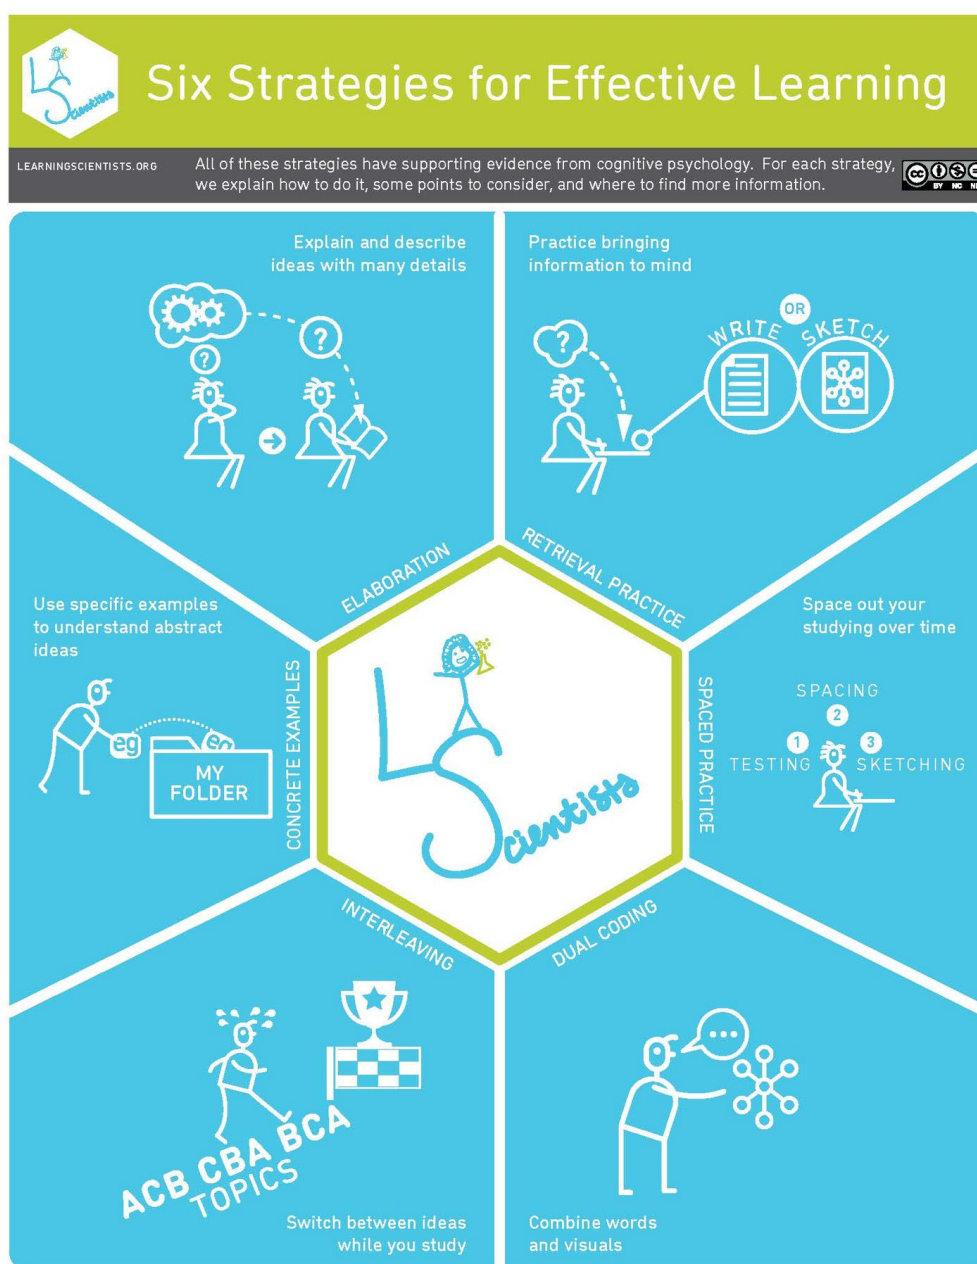 L
Scientists
Six Strategies for Effective Learning
LEARNINGSCIENTISTS.ORG
All of these strategies have supporting evidence from cognitive psychology. For each strategy,
we explain how to do it, some points to consider, and where to find more information.
cc
BY NC
Explain and describe
ideas with many details
?
?
ELABORATION
Practice bringing
information to mind
?
WRITE OR SKETCH
RETRIEVAL PRACTICE
Use specific examples
to understand abstract
ideas
eg
eg
MY
FOLDER
CONCRETE EXAMPLES
L
Scientists
SPACED PRACTICE
Space out your
studying over time
SPACING
2
1
3
TESTING
SKETCHING
INTERLEAVING
ACB CBA BCA
TOPICS
Switch between ideas
while you study
DUAL CODING
...
Combine words
and visuals